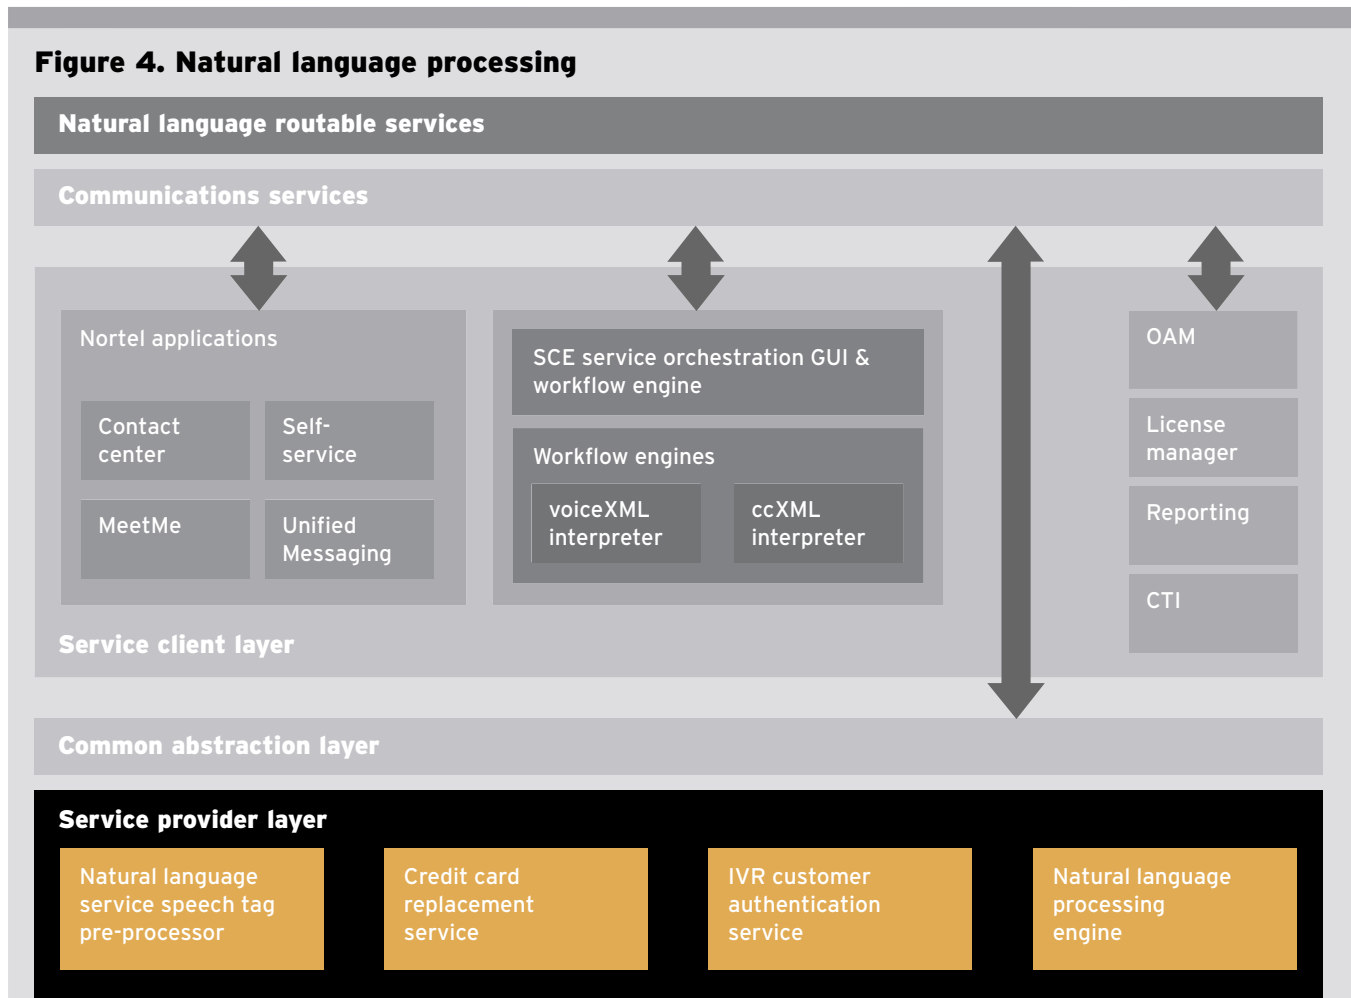 Figure 4. Natural language processing
Natural language routable services
Communications services
Nortel applications
Contact
center
Self-
service
MeetMe
Unified
Messaging
SCE service orchestration GUI &
workflow engine
Workflow engines
voiceXML
interpreter
ccXML
interpreter
OAM
License
manager
Reporting
CTI
Service client layer
Common abstraction layer
Service provider layer
Natural language
service speech tag
pre-processor
Credit card
replacement
service
IVR customer
authentication
service
Natural language
processing
engine